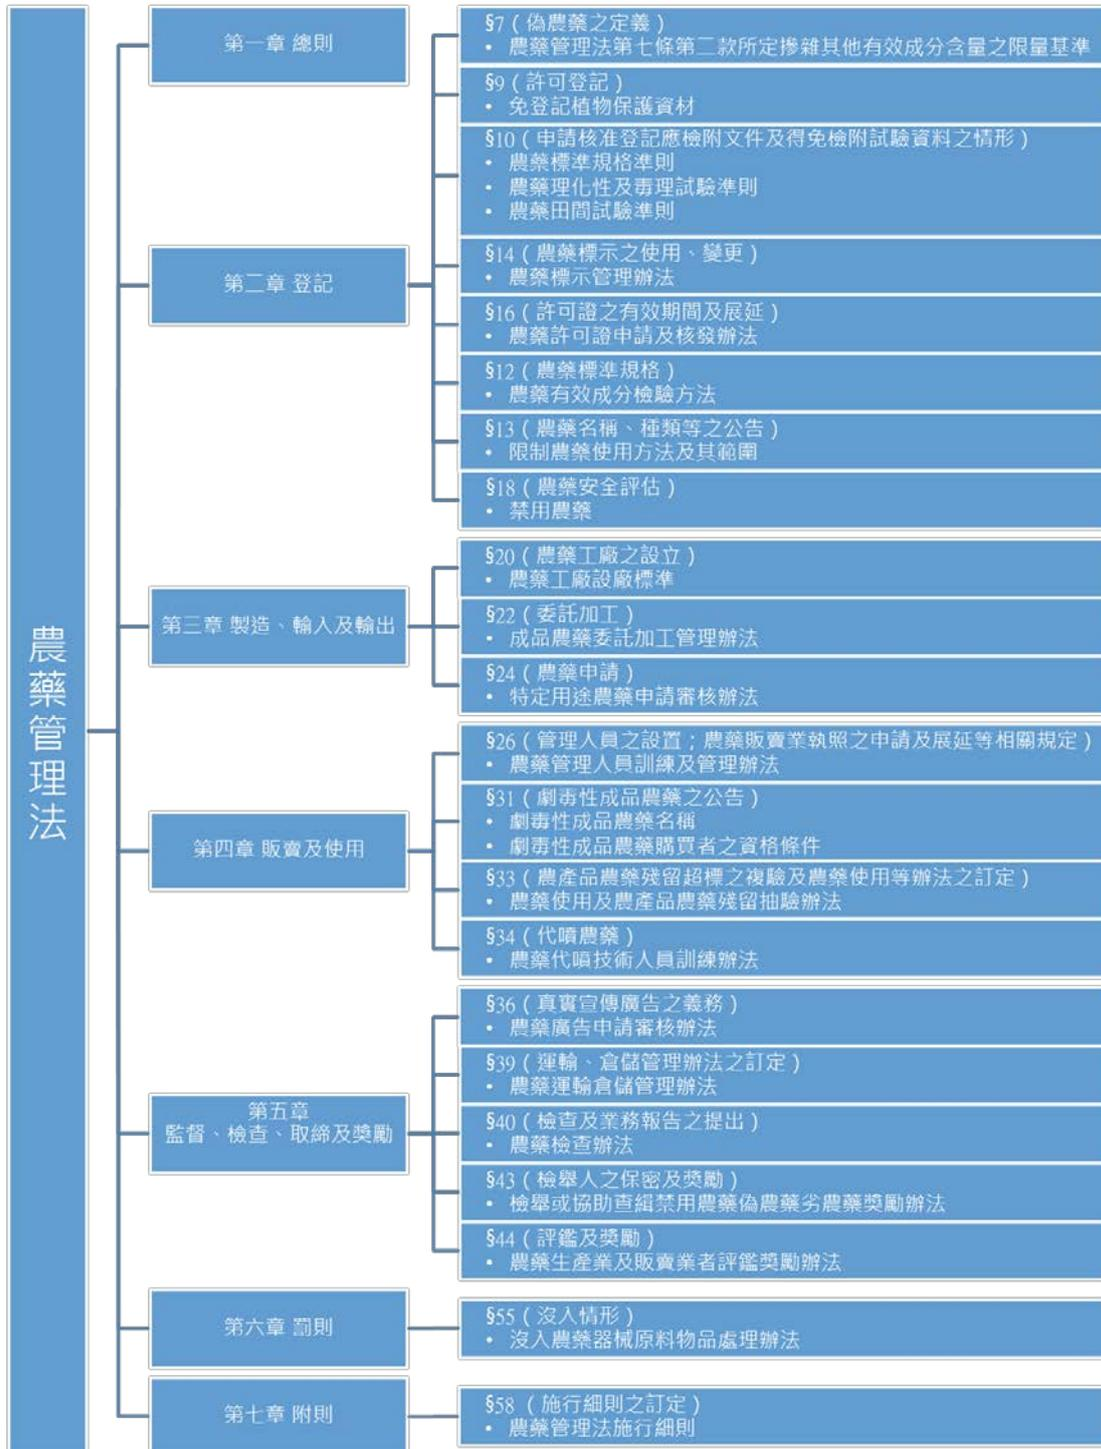 農藥管理法
第一章 總則
§7（偽農藥之定義）
• 農藥管理法第七條第二款所定摻雜其他有效成分含量之限量基準
第二章 登記
§9（許可登記）
• 免登記植物保護資材
§10（申請核准登記應檢附文件及得免檢附試驗資料之情形）
• 農藥標準規格準則
• 農藥理化性及毒理試驗準則
• 農藥田間試驗準則
§14（農藥標示之使用、變更）
• 農藥標示管理辦法
§16（許可證之有效期間及展延）
• 農藥許可證申請及核發辦法
§12（農藥標準規格）
• 農藥有效成分檢驗方法
§13（農藥名稱、種類等之公告）
• 限制農藥使用方法及其範圍
§18（農藥安全評估）
• 禁用農藥
第三章 製造、輸入及輸出
§20（農藥工廠之設立）
• 農藥工廠設廠標準
§22（委託加工）
• 成品農藥委託加工管理辦法
§24（農藥申請）
• 特定用途農藥申請審核辦法
第四章 販賣及使用
§26（管理人員之設置；農藥販賣業執照之申請及展延等相關規定）
• 農藥管理人員訓練及管理辦法
§31（劇毒性成品農藥之公告）
• 劇毒性成品農藥名稱
• 劇毒性成品農藥購買者之資格條件
§33（農產品農藥殘留超標之複驗及農藥使用等辦法之訂定）
• 農藥使用及農產品農藥殘留抽驗辦法
§34（代噴農藥）
• 農藥代噴技術人員訓練辦法
第五章
監督、檢查、取締及獎勵
§36（真實宣傳廣告之義務）
• 農藥廣告申請審核辦法
§39（運輸、倉儲管理辦法之訂定）
• 農藥運輸倉儲管理辦法
§40（檢查及業務報告之提出）
• 農藥檢查辦法
§43（檢舉人之保密及獎勵）
• 檢舉或協助查緝禁用農藥偽農藥劣農藥獎勵辦法
§44（評鑑及獎勵）
• 農藥生產業及販賣業者評鑑獎勵辦法
第六章 罰則
§55（沒入情形）
• 沒入農藥器械原料物品處理辦法
第七章 附則
§58 （施行細則之訂定）
• 農藥管理法施行細則